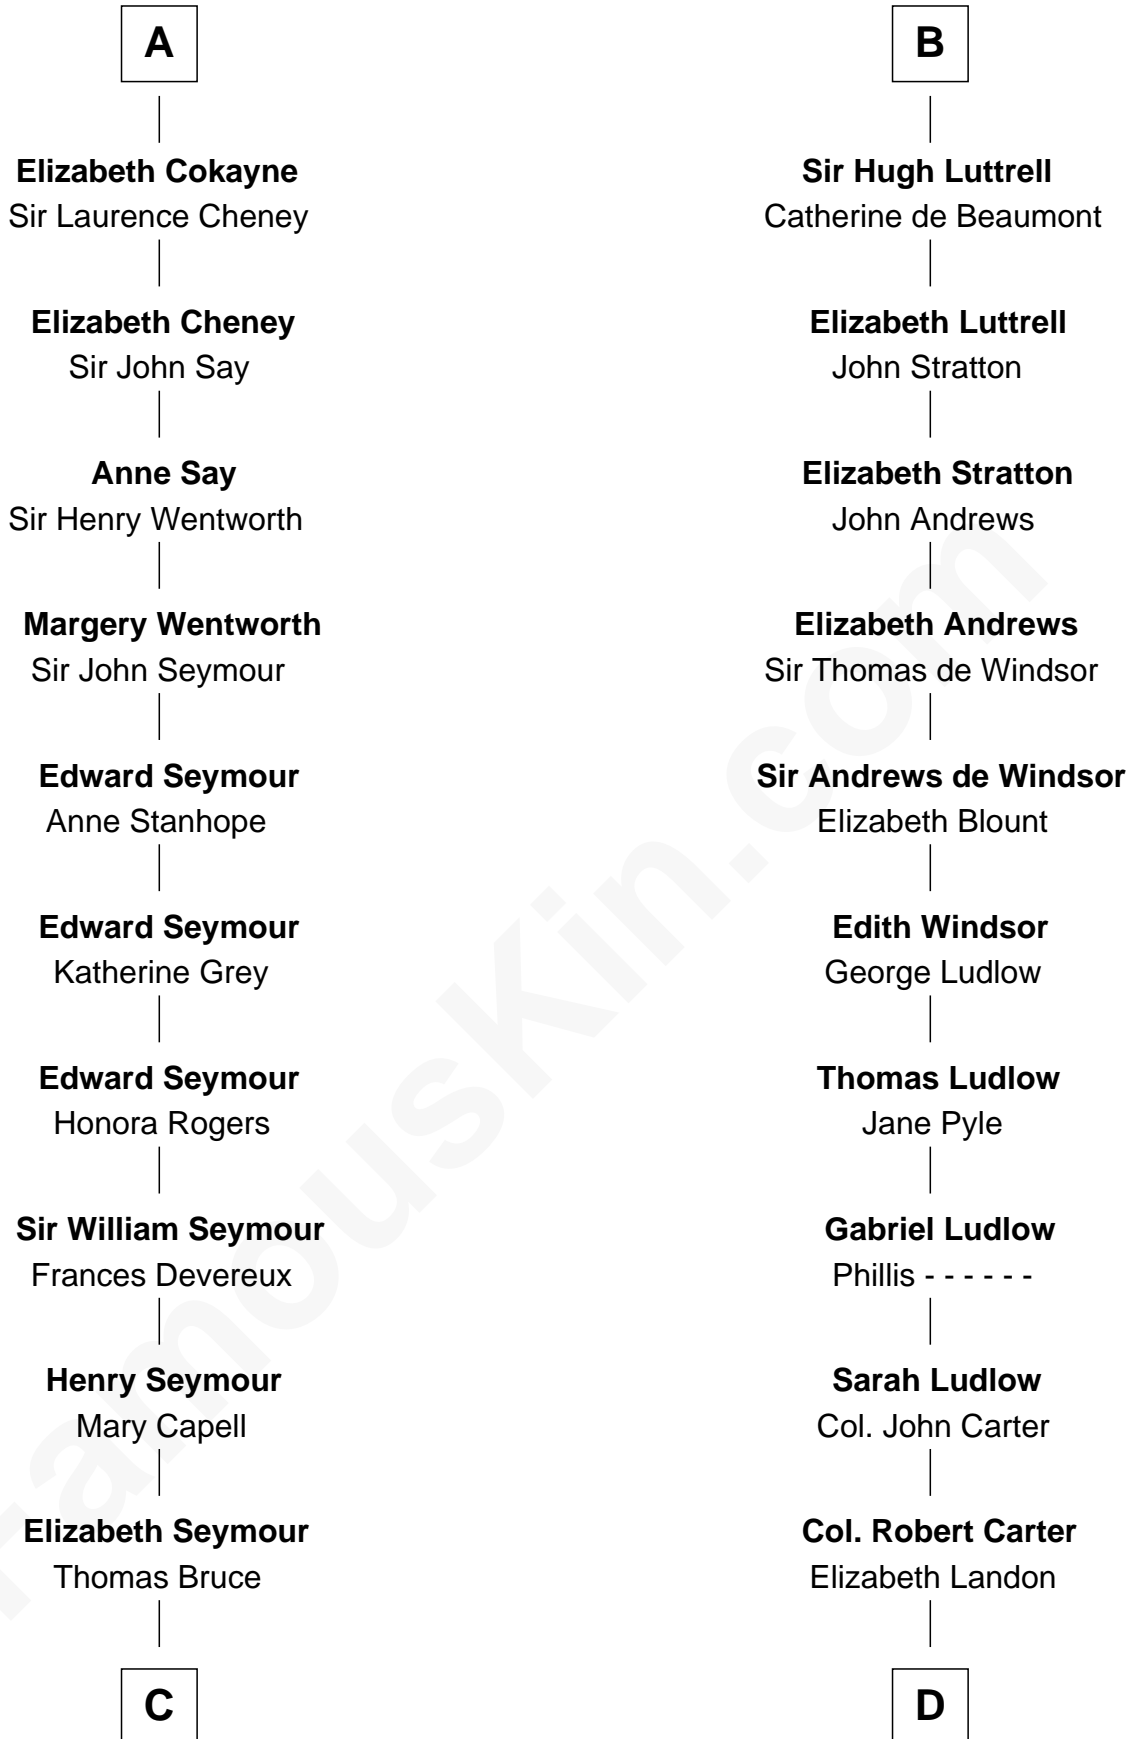 A
Elizabeth Cokayne
Sir Laurence Cheney
Elizabeth Cheney
Sir John Say
Anne Say
Sir Henry Wentworth
Margery Wentworth
Sir John Seymour
Edward Seymour
Anne Stanhope
Edward Seymour
Katherine Grey
Edward Seymour
Honora Rogers
Sir William Seymour
Frances Devereux
Henry Seymour
Mary Capell
Elizabeth Seymour
Thomas Bruce
C
B
Sir Hugh Luttrell
Catherine de Beaumont
Elizabeth Luttrell
John Stratton
Elizabeth Stratton
John Andrews
Elizabeth Andrews
Sir Thomas de Windsor
Sir Andrews de Windsor
Elizabeth Blount
Edith Windsor
George Ludlow
Thomas Ludlow
Jane Pyle
Gabriel Ludlow
Phillis - - - - - -
Sarah Ludlow
Col. John Carter
Col. Robert Carter
Elizabeth Landon
D
FamousKin.com